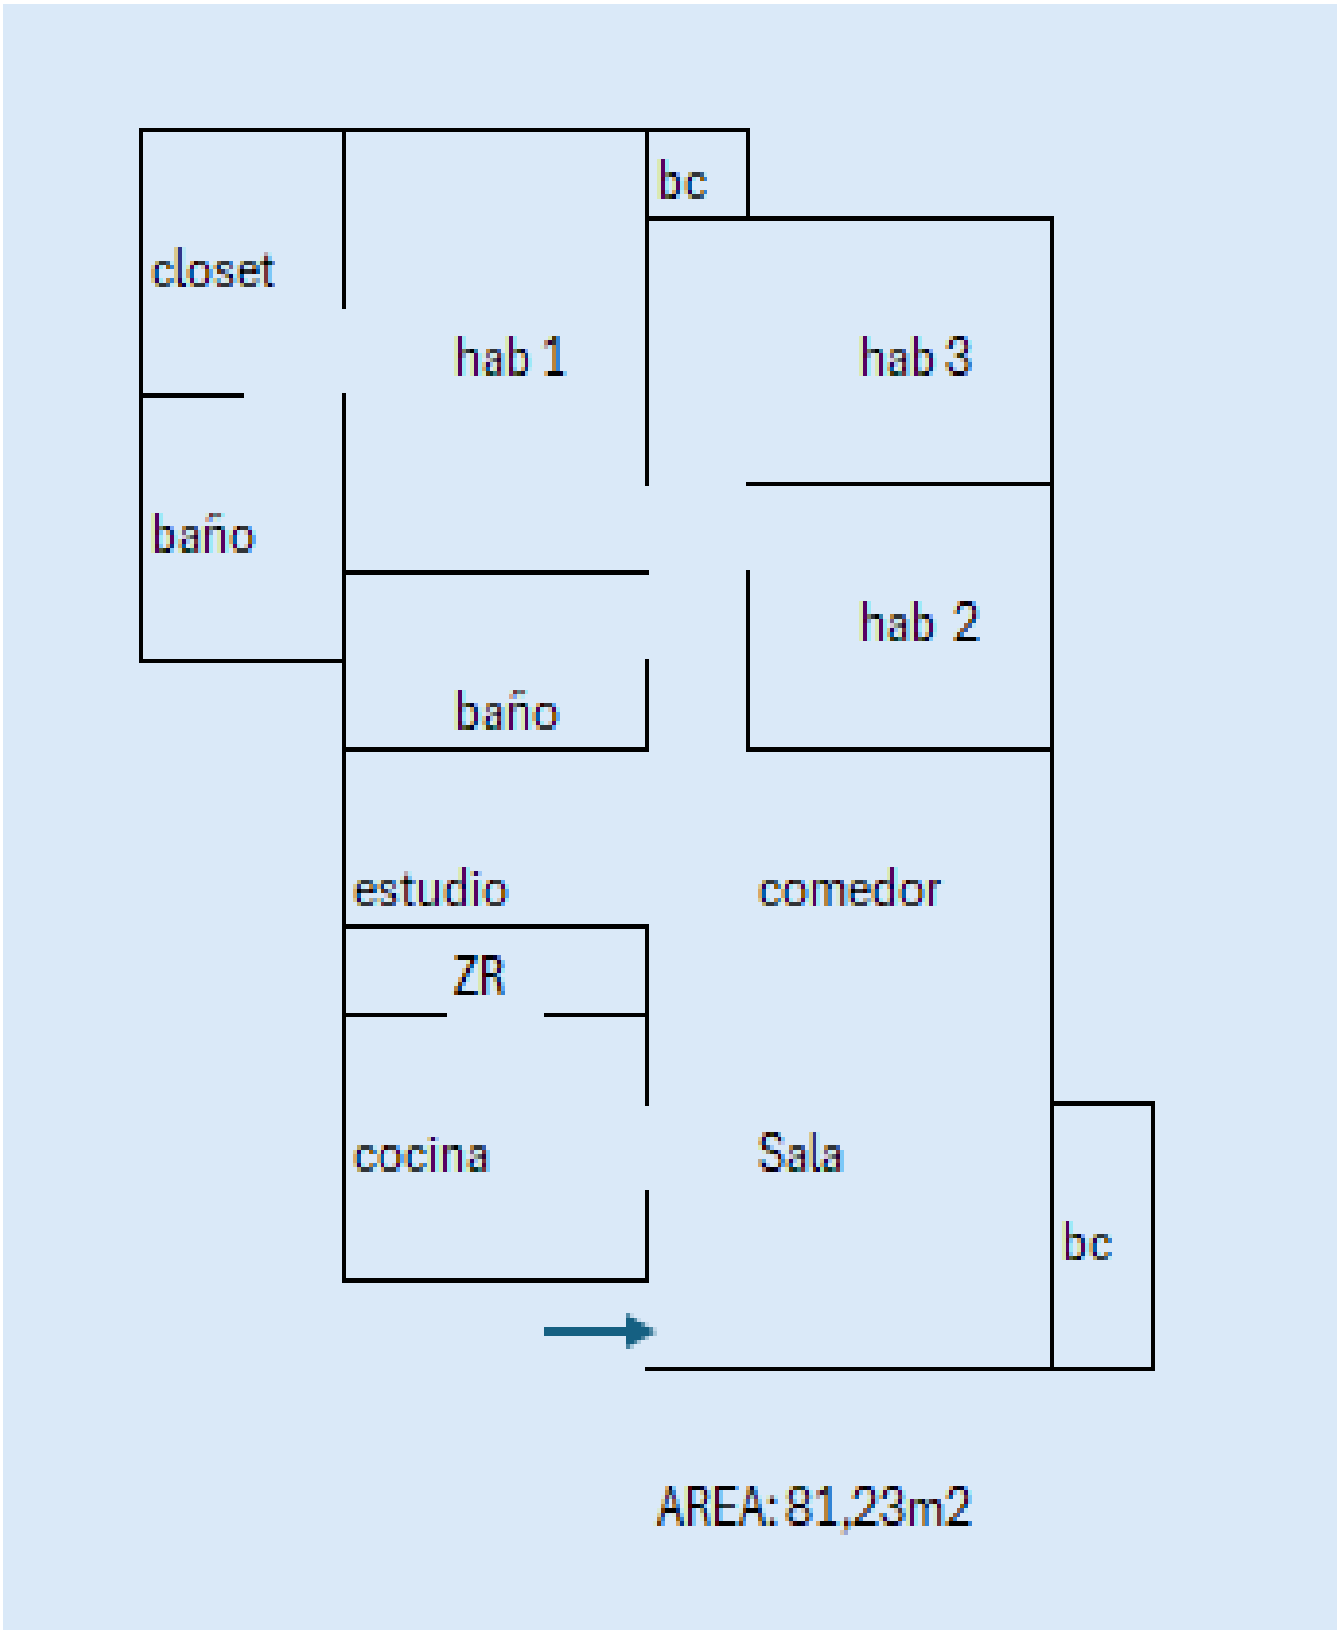 bc
closet
hab 1
hab 3
baño
hab 2
baño
estudio
comedor
ZR
cocina
Sala
bc
AREA: 81,23m2